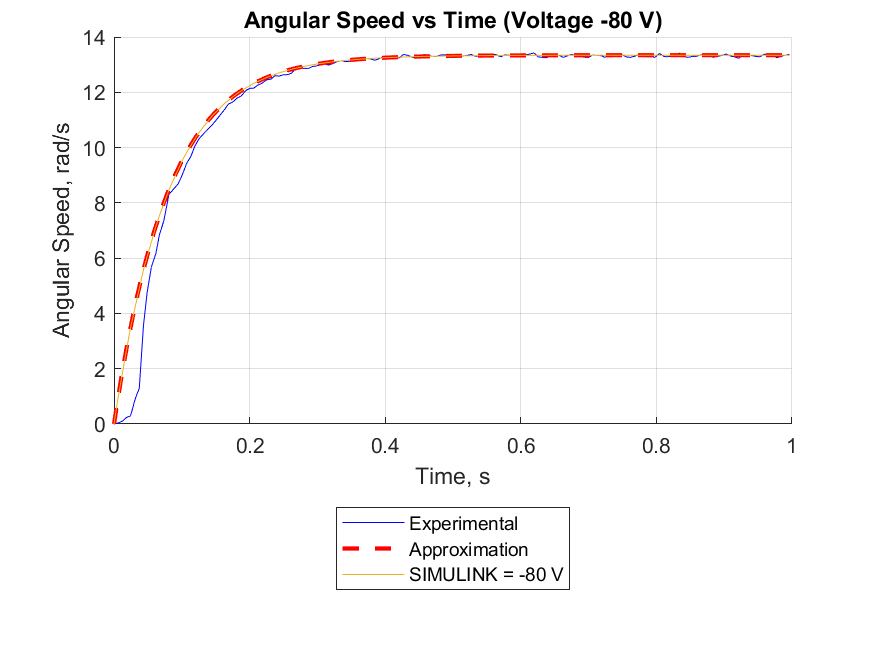 Angular Speed vs Time (Voltage -80 V)
14
12
10
8
6
4
2
0
Angular Speed, rad/s
0 0.2 0.4 0.6 0.8 1
Time, s
Experimental
Approximation
SIMULINK = -80 V